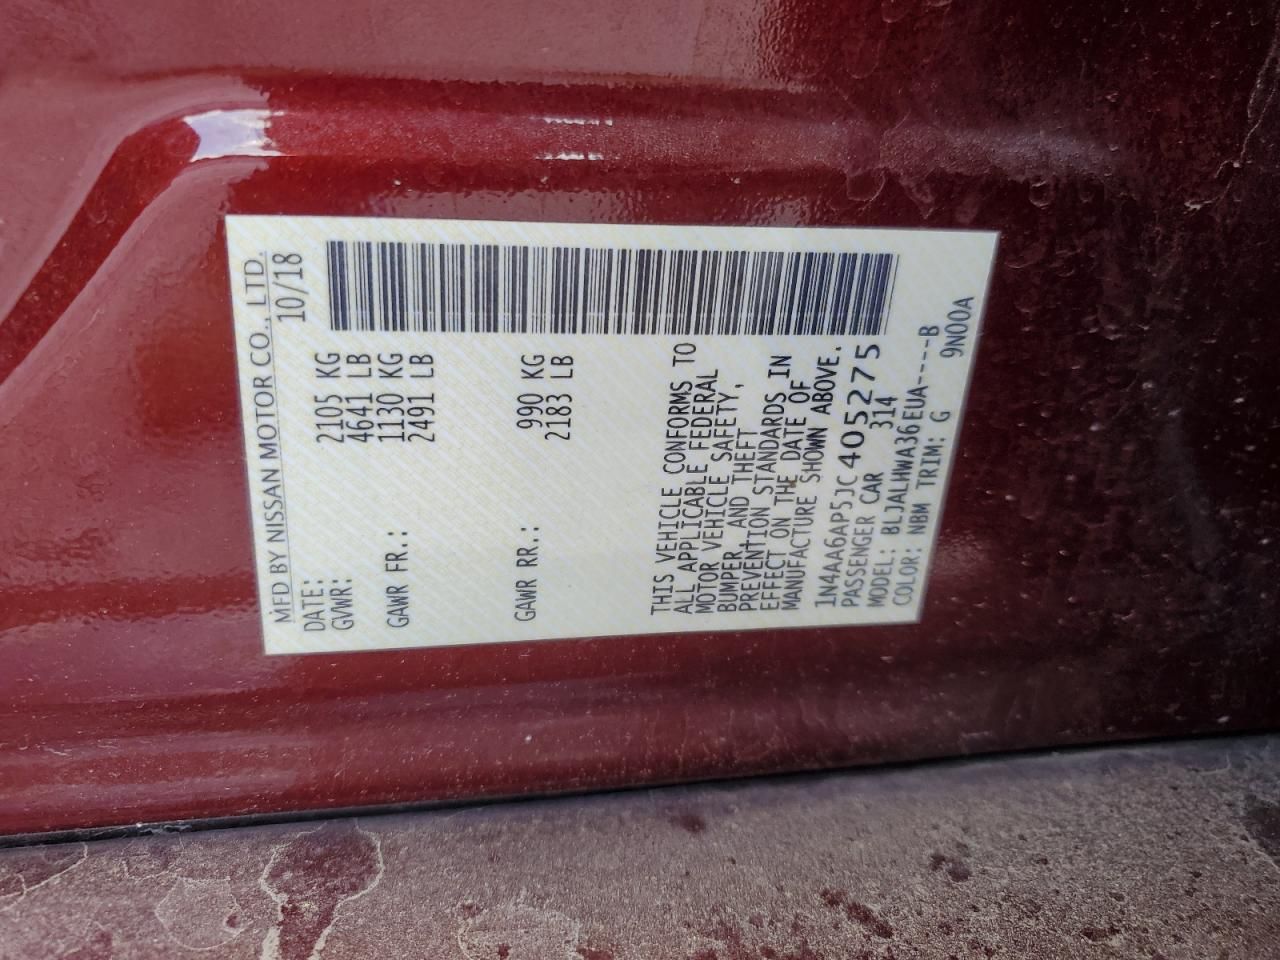 MFD BY NISSAN MOTOR CO., LTD.
DATE: 10/18
GVWR: 2105 KG
4641 LB
GAWR FR.: 1130 KG
2491 LB
GAWR RR.: 990 KG
2183 LB
THIS VEHICLE CONFORMS TO
ALL APPLICABLE FEDERAL
MOTOR VEHICLE SAFETY,
BUMPER, AND THEFT
PREVENTION STANDARDS IN
EFFECT ON THE DATE OF
MANUFACTURE SHOWN ABOVE.
1N4AA6AP5JC405275
PASSENGER CAR 314
MODEL: BLJALHWA36EUA----B
COLOR: NBM TRIM: G 9N00A